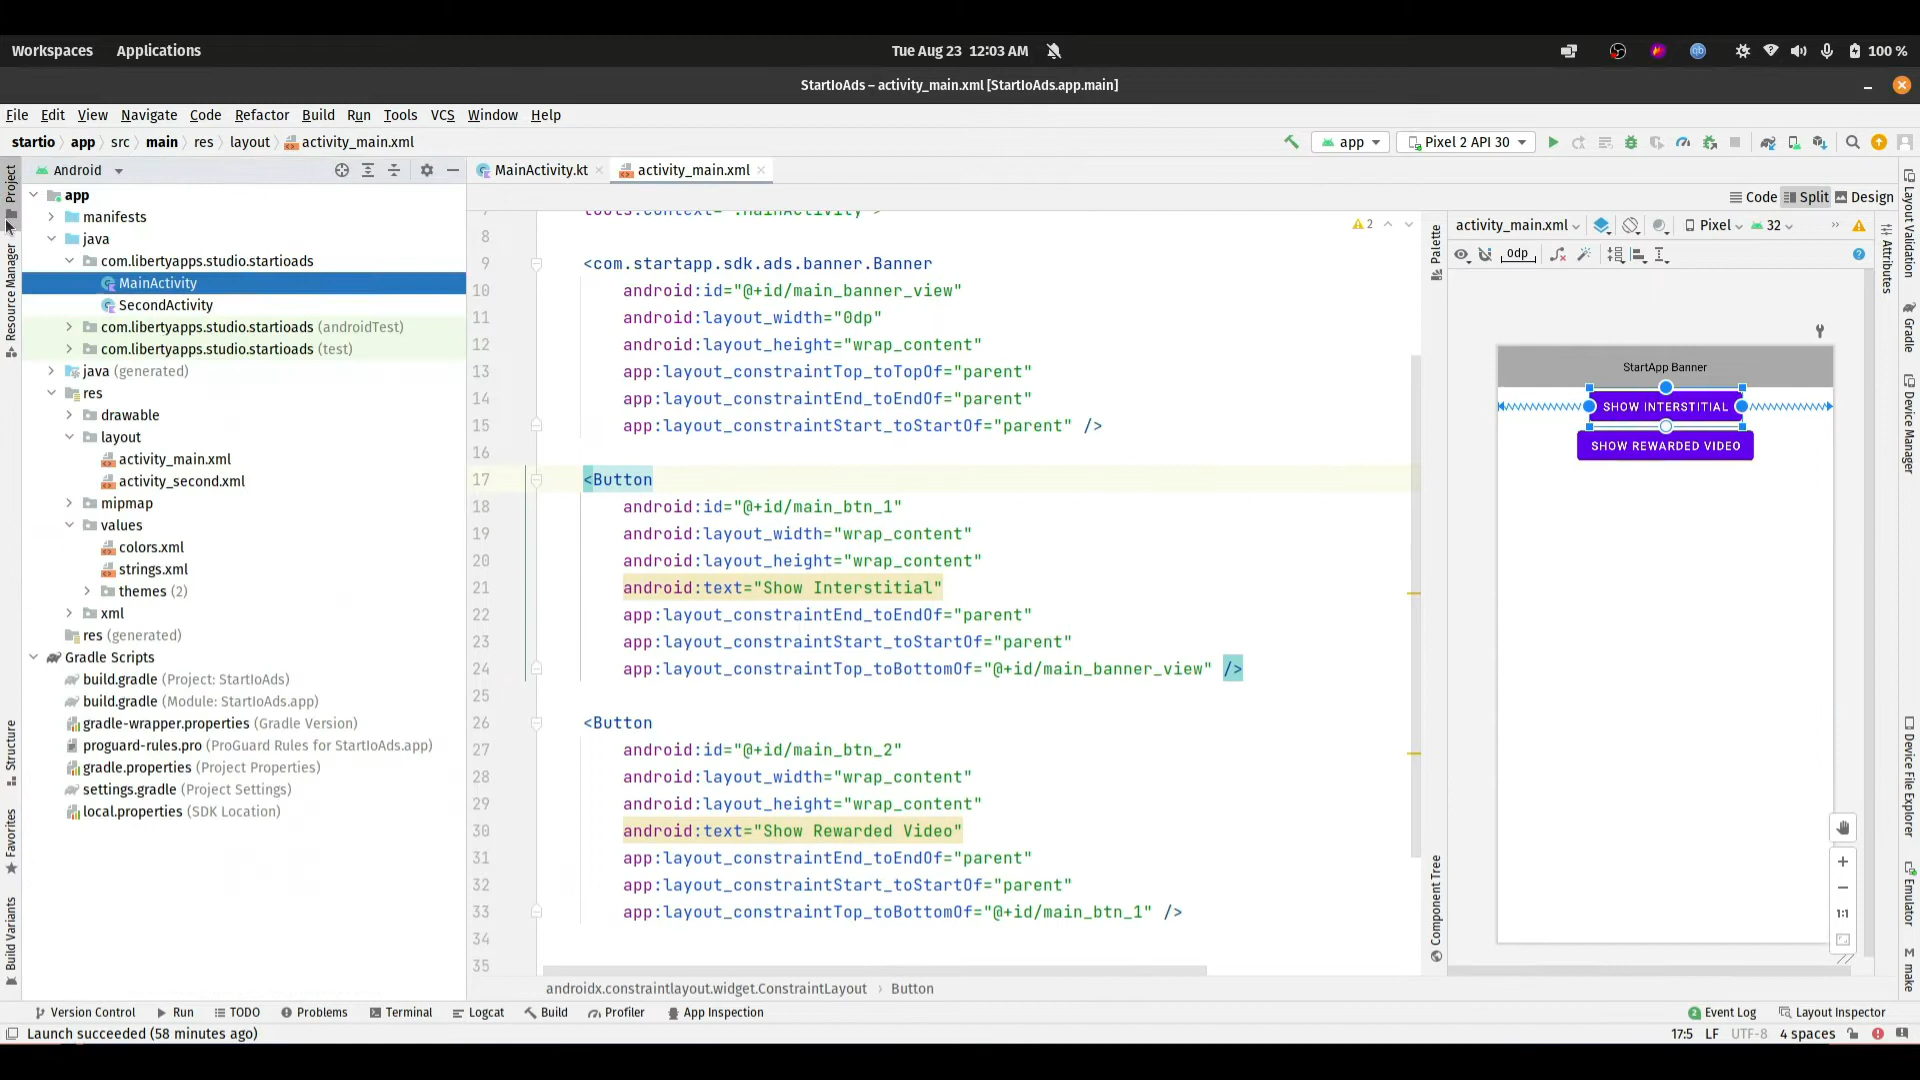 Workspaces Applications Tue Aug 23 12:03 AM 100 %
StartIoAds – activity_main.xml [StartIoAds.app.main]
File Edit View Navigate Code Refactor Build Run Tools VCS Window Help
startio app src main res layout activity_main.xml app Pixel 2 API 30
Android MainActivity.kt activity_main.xml
Code Split Design
Project
Resource Manager
Structure
Favorites
Build Variants
app
manifests
java
com.libertyapps.studio.startioads
MainActivity
SecondActivity
com.libertyapps.studio.startioads (androidTest)
com.libertyapps.studio.startioads (test)
java (generated)
res
drawable
layout
activity_main.xml
activity_second.xml
mipmap
values
colors.xml
strings.xml
themes (2)
xml
res (generated)
Gradle Scripts
build.gradle (Project: StartIoAds)
build.gradle (Module: StartIoAds.app)
gradle-wrapper.properties (Gradle Version)
proguard-rules.pro (ProGuard Rules for StartIoAds.app)
gradle.properties (Project Properties)
settings.gradle (Project Settings)
local.properties (SDK Location)
7 tools:context=".MainActivity">
2
8
9 <com.startapp.sdk.ads.banner.Banner
10 android:id="@+id/main_banner_view"
11 android:layout_width="0dp"
12 android:layout_height="wrap_content"
13 app:layout_constraintTop_toTopOf="parent"
14 app:layout_constraintEnd_toEndOf="parent"
15 app:layout_constraintStart_toStartOf="parent" />
16
17 <Button
18 android:id="@+id/main_btn_1"
19 android:layout_width="wrap_content"
20 android:layout_height="wrap_content"
21 android:text="Show Interstitial"
22 app:layout_constraintEnd_toEndOf="parent"
23 app:layout_constraintStart_toStartOf="parent"
24 app:layout_constraintTop_toBottomOf="@+id/main_banner_view" />
25
26 <Button
27 android:id="@+id/main_btn_2"
28 android:layout_width="wrap_content"
29 android:layout_height="wrap_content"
30 android:text="Show Rewarded Video"
31 app:layout_constraintEnd_toEndOf="parent"
32 app:layout_constraintStart_toStartOf="parent"
33 app:layout_constraintTop_toBottomOf="@+id/main_btn_1" />
34
35
androidx.constraintlayout.widget.ConstraintLayout › Button
Palette
Component Tree
activity_main.xml Pixel 32 »
0dp ?
StartApp Banner
SHOW INTERSTITIAL
SHOW REWARDED VIDEO
+
−
1:1
Layout Validation
Attributes
Gradle
Device Manager
Device File Explorer
Emulator
make
Version Control Run TODO Problems Terminal Logcat Build Profiler App Inspection 2 Event Log Layout Inspector
Launch succeeded (58 minutes ago) 17:5 LF UTF-8 4 spaces